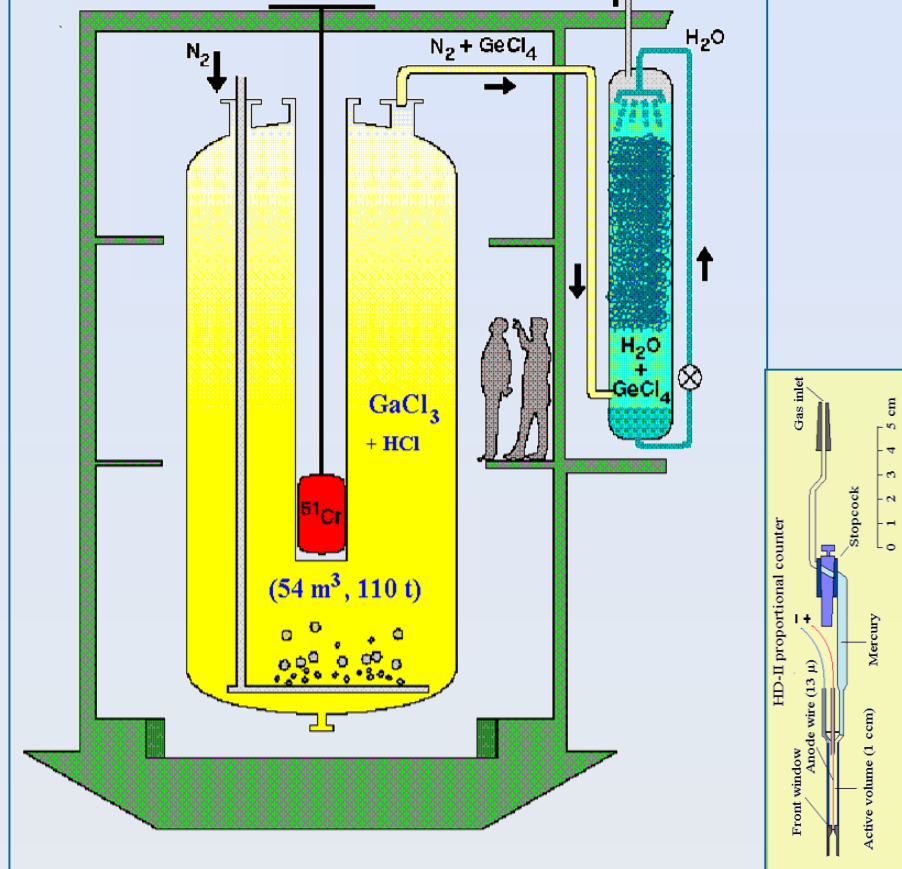 N₂
N₂ + GeCl₄
H₂O
H₂O
+
GeCl₄
GaCl₃
+ HCl
⁵¹Cr
(54 m³, 110 t)
Gas inlet
0 1 2 3 4 5 cm
Stopcock
HD-II proportional counter
− +
Mercury
Anode wire (13 µ)
Front window
Active volume (1 ccm)